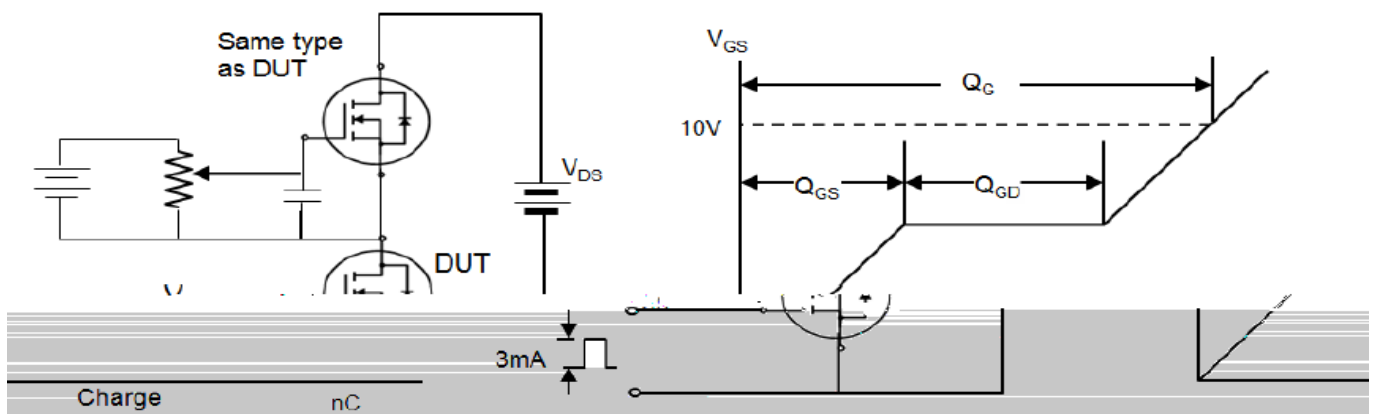 Same type
as DUT
V_DS
DUT
V_GS
Q_G
10V
Q_GS
Q_GD
3mA
Charge nC